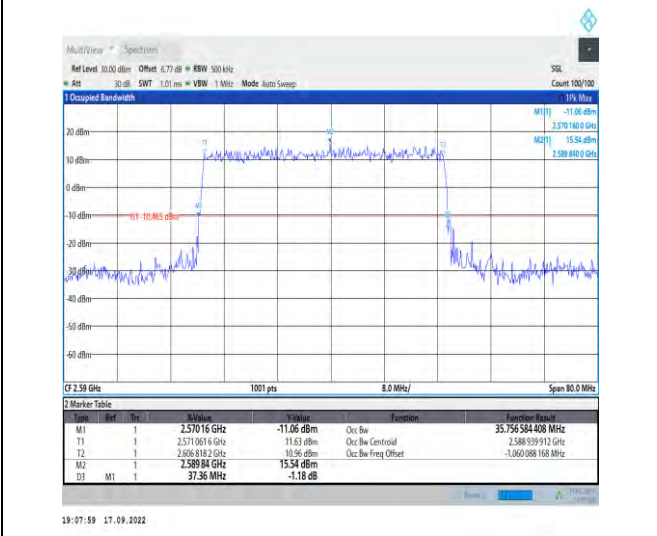 MultiView Spectrum
Ref Level 30.00 dBm Offset 6.77 dB RBW 500 kHz SGL
Att 30 dB SWT 1.01 ms VBW 1 MHz Mode Auto Sweep Count 100/100
1 Occupied Bandwidth 1Pk Max
M1[1] -11.06 dBm
2.570 160 0 GHz
20 dBm M2[1] 15.54 dBm
2.589 840 0 GHz
T1 M2 T2
10 dBm
0 dBm
M1
-10 dBm H1 -10.465 dBm
-20 dBm
-30 dBm
-40 dBm
-50 dBm
-60 dBm
CF 2.59 GHz 1001 pts 8.0 MHz/ Span 80.0 MHz
2 Marker Table
Type Ref Trc X-Value Y-Value Function Function Result
M1 1 2.57016 GHz -11.06 dBm Occ Bw 35.756 584 408 MHz
T1 1 2.571 061 6 GHz 11.63 dBm Occ Bw Centroid 2.588 939 912 GHz
T2 1 2.606 818 2 GHz 10.96 dBm Occ Bw Freq Offset -1.060 088 168 MHz
M2 1 2.589 84 GHz 15.54 dBm
D3 M1 1 37.36 MHz -1.18 dB
19:07:59 17.09.2022